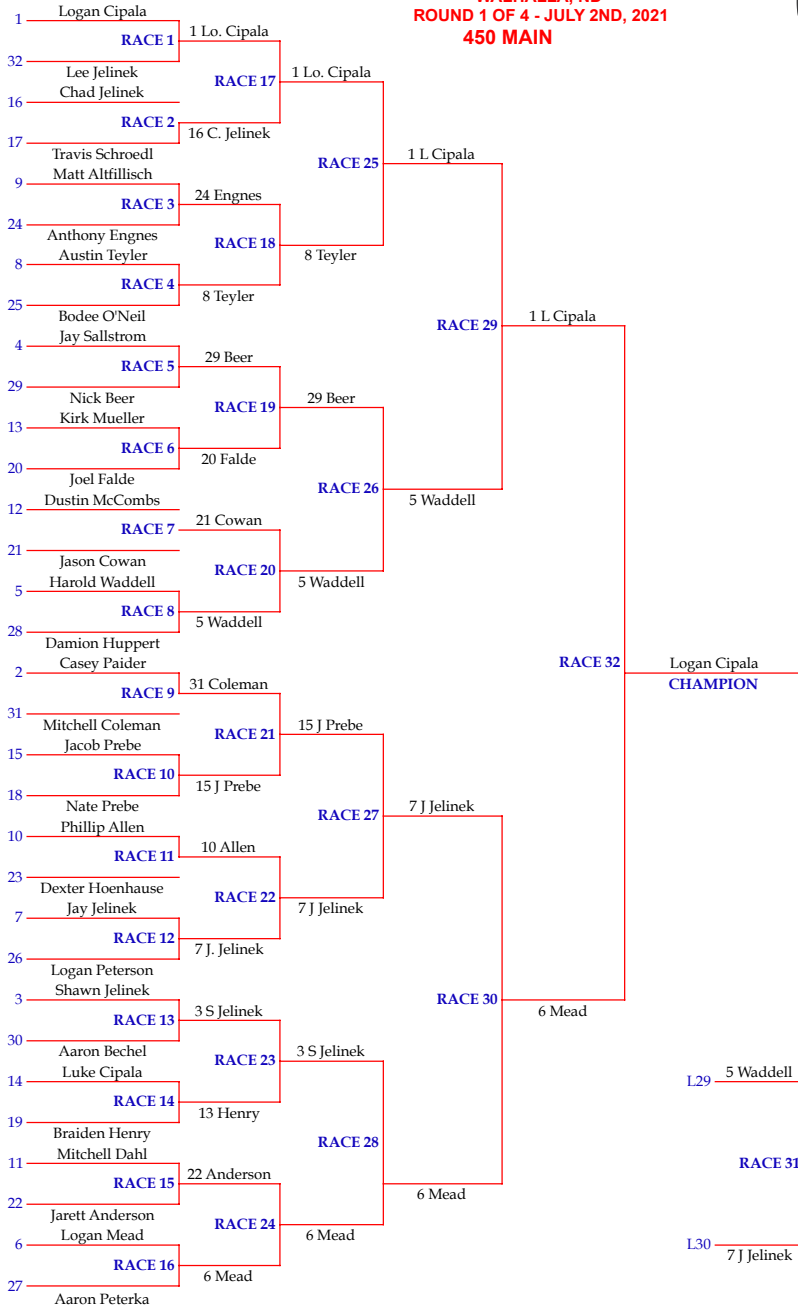 ROUND 1 OF 4 - JULY 2ND, 2021
450 MAIN
1 Logan Cipala
RACE 1
32 Lee Jelinek
16 Chad Jelinek
RACE 2
17 Travis Schroedl
9 Matt Altfillisch
RACE 3
24 Anthony Engnes
8 Austin Teyler
RACE 4
25 Bodee O'Neil
4 Jay Sallstrom
RACE 5
29 Nick Beer
13 Kirk Mueller
RACE 6
20 Joel Falde
12 Dustin McCombs
RACE 7
21 Jason Cowan
5 Harold Waddell
RACE 8
28 Damion Huppert
2 Casey Paider
RACE 9
31 Mitchell Coleman
15 Jacob Prebe
RACE 10
18 Nate Prebe
10 Phillip Allen
RACE 11
23 Dexter Hoenhause
7 Jay Jelinek
RACE 12
26 Logan Peterson
3 Shawn Jelinek
RACE 13
30 Aaron Bechel
14 Luke Cipala
RACE 14
19 Braiden Henry
11 Mitchell Dahl
RACE 15
22 Jarett Anderson
6 Logan Mead
RACE 16
27 Aaron Peterka
1 Lo. Cipala
RACE 17
16 C. Jelinek
24 Engnes
RACE 18
8 Teyler
29 Beer
RACE 19
20 Falde
21 Cowan
RACE 20
5 Waddell
31 Coleman
RACE 21
15 J Prebe
10 Allen
RACE 22
7 J. Jelinek
3 S Jelinek
RACE 23
13 Henry
22 Anderson
RACE 24
6 Mead
1 Lo. Cipala
RACE 25
8 Teyler
29 Beer
RACE 26
5 Waddell
15 J Prebe
RACE 27
7 J Jelinek
3 S Jelinek
RACE 28
6 Mead
1 L Cipala
RACE 29
5 Waddell
7 J Jelinek
RACE 30
6 Mead
1 L Cipala
RACE 32
6 Mead
Logan Cipala
CHAMPION
L29 5 Waddell
RACE 31
L30 7 J Jelinek